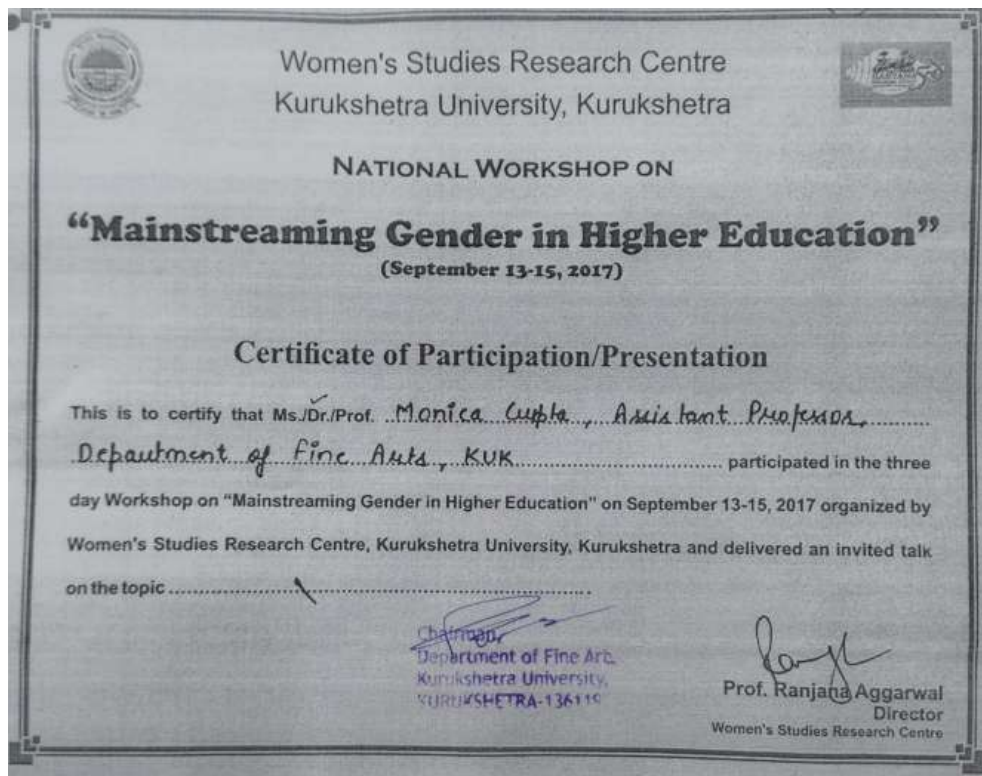 Women's Studies Research Centre
Kurukshetra University, Kurukshetra
NATIONAL WORKSHOP ON
“Mainstreaming Gender in Higher Education”
(September 13-15, 2017)
Certificate of Participation/Presentation
This is to certify that Ms./Dr./Prof. Monica Gupta, Assistant Professor,
Department of Fine Arts, KUK participated in the three
day Workshop on “Mainstreaming Gender in Higher Education” on September 13-15, 2017 organized by
Women's Studies Research Centre, Kurukshetra University, Kurukshetra and delivered an invited talk
on the topic
Chairman,
Department of Fine Art.
Kurukshetra University,
KURUKSHETRA-136119
Prof. Ranjana Aggarwal
Director
Women's Studies Research Centre